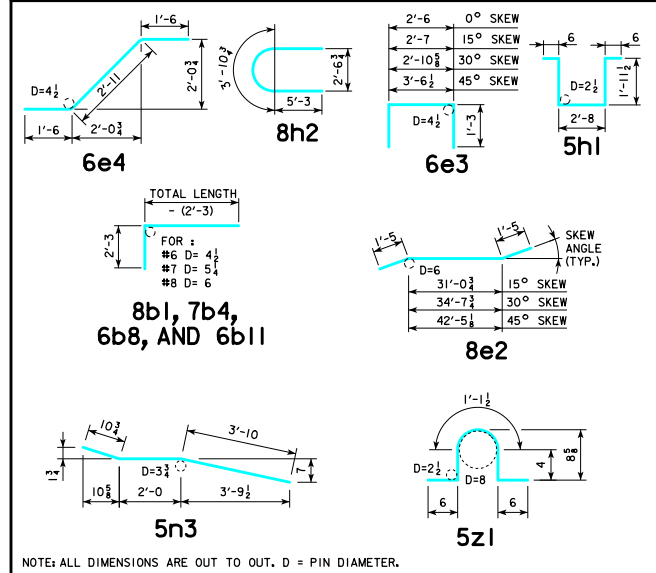 1'-6
D=4½
2'-11
2'-0¾
1'-6
2'-0¾
6e4
3'-10¾
2'-6¾
5'-3
8h2
2'-6 0° SKEW
2'-7 15° SKEW
2'-10⅝ 30° SKEW
3'-6½ 45° SKEW
D=4½
1'-3
6e3
6
6
D=2½
1'-11½
2'-8
5h1
TOTAL LENGTH
- (2'-3)
2'-3
FOR :
#6 D= 4½
#7 D= 5¼
#8 D= 6
8b1, 7b4,
6b8, AND 6b11
1'-5
1'-5
SKEW
ANGLE
(TYP.)
D=6
31'-0¾ 15° SKEW
34'-7¾ 30° SKEW
42'-5⅛ 45° SKEW
8e2
10¾
3'-10
1¾
D=3¾
7
10⅝
2'-0
3'-9½
5n3
1'-1½
D=2½
D=8
4
8⅝
6
6
5z1
NOTE: ALL DIMENSIONS ARE OUT TO OUT. D = PIN DIAMETER.